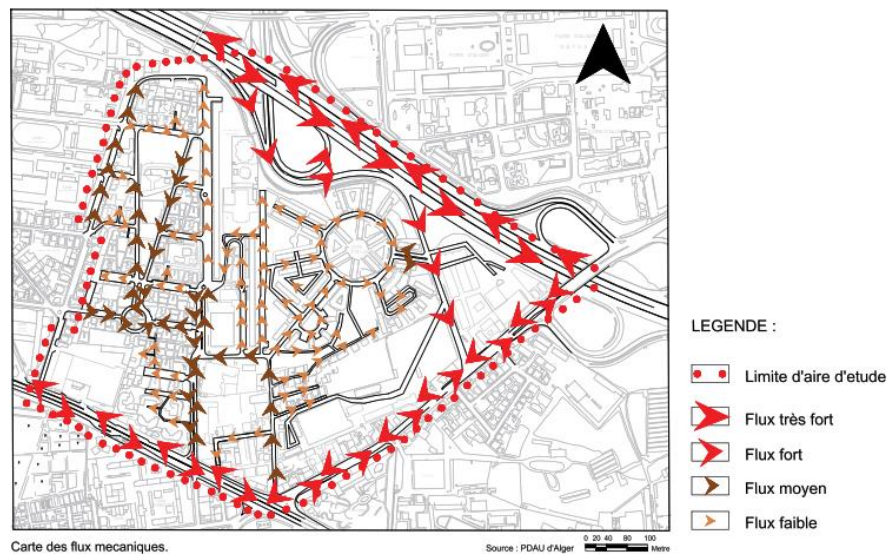 LEGENDE :
Limite d'aire d'etude
Flux très fort
Flux fort
Flux moyen
Flux faible
Carte des flux mecaniques.
Source : PDAU d'Alger
0 20 40 60 100
Metre